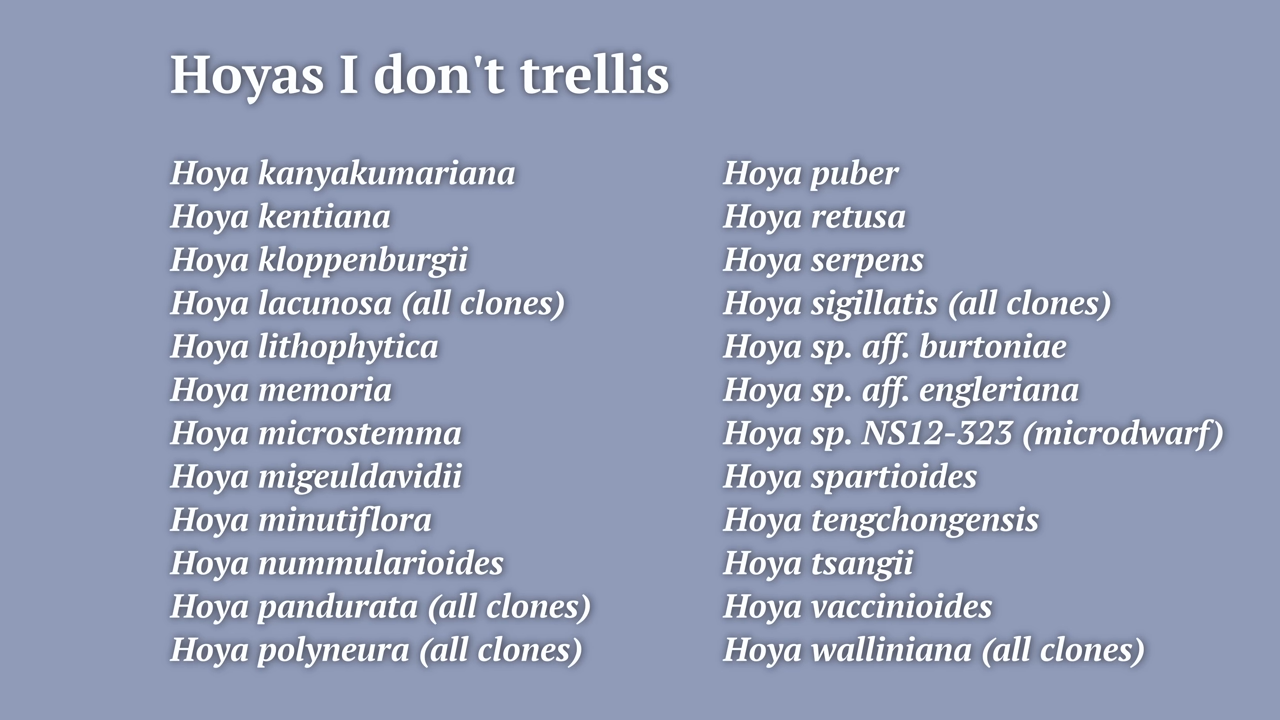 Hoyas I don't trellis
Hoya kanyakumariana
Hoya kentiana
Hoya kloppenburgii
Hoya lacunosa (all clones)
Hoya lithophytica
Hoya memoria
Hoya microstemma
Hoya migeuldavidii
Hoya minutiflora
Hoya nummularioides
Hoya pandurata (all clones)
Hoya polyneura (all clones)
Hoya puber
Hoya retusa
Hoya serpens
Hoya sigillatis (all clones)
Hoya sp. aff. burtoniae
Hoya sp. aff. engleriana
Hoya sp. NS12-323 (microdwarf)
Hoya spartioides
Hoya tengchongensis
Hoya tsangii
Hoya vaccinioides
Hoya walliniana (all clones)